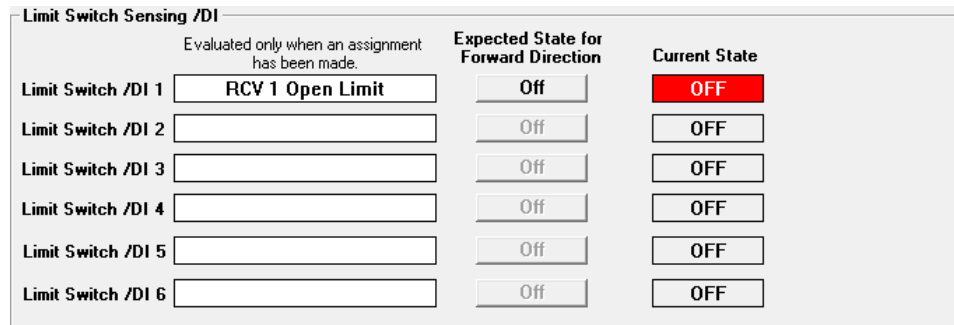 Limit Switch Sensing /DI
Evaluated only when an assignment
has been made.
Expected State for
Forward Direction
Current State
Limit Switch /DI 1 RCV 1 Open Limit Off OFF
Limit Switch /DI 2 Off OFF
Limit Switch /DI 3 Off OFF
Limit Switch /DI 4 Off OFF
Limit Switch /DI 5 Off OFF
Limit Switch /DI 6 Off OFF